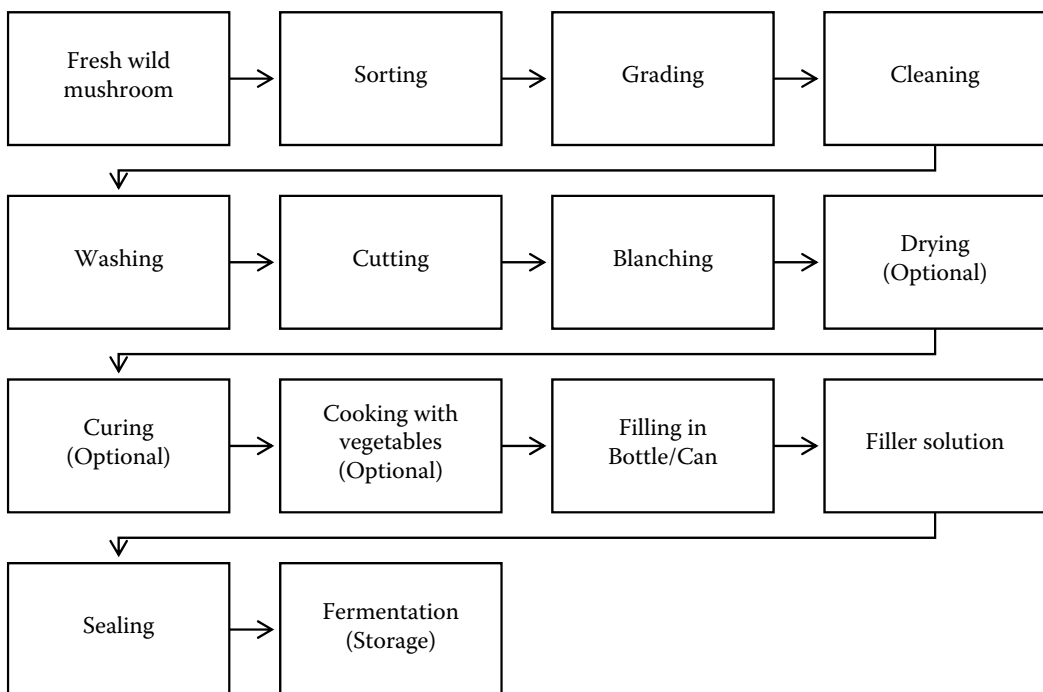 Fresh wild
mushroom
Sorting
Grading
Cleaning
Washing
Cutting
Blanching
Drying
(Optional)
Curing
(Optional)
Cooking with
vegetables
(Optional)
Filling in
Bottle/Can
Filler solution
Sealing
Fermentation
(Storage)